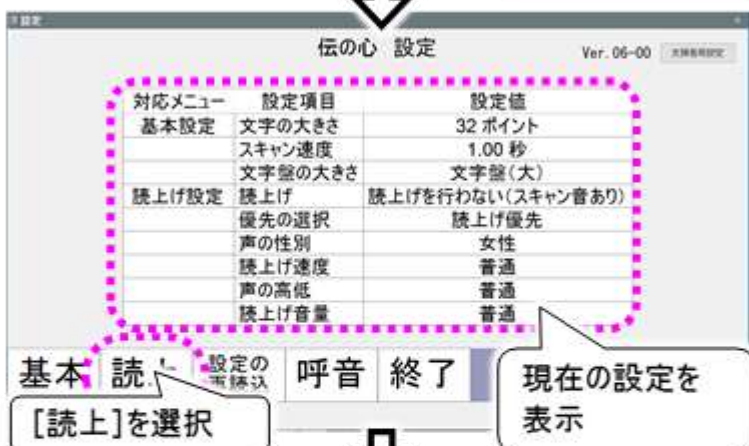 設定
伝の心 設定 Ver. 06-00
対応メニュー 設定項目 設定値
基本設定 文字の大きさ 32 ポイント
スキャン速度 1.00 秒
文字盤の大きさ 文字盤(大)
読上げ設定 読上げ 読上げを行わない(スキャン音あり)
優先の選択 読上げ優先
声の性別 女性
読上げ速度 普通
声の高低 普通
読上げ音量 普通
基本 読上 設定の 呼音 終了
再読込
現在の設定を
表示
[読上]を選択